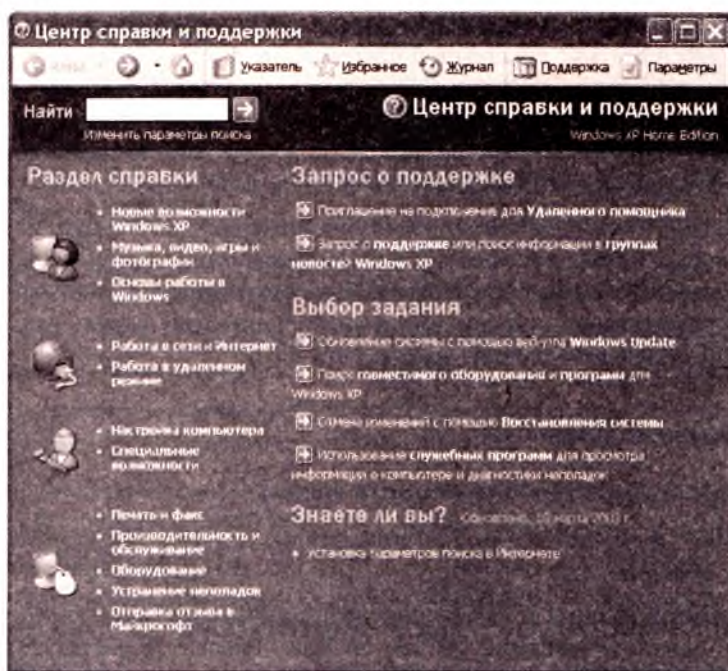 Центр справки и поддержки
Указатель Избранное Журнал Поддержка Параметры
Найти
Изменить параметры поиска
Центр справки и поддержки
Windows XP Home Edition
Раздел справки
Новые возможности
Windows XP
Музыка, видео, игры и
фотографии
Основы работы в
Windows
Работа в сети и Интернет
Работа в удаленном
режиме
Настройка компьютера
Специальные
возможности
Печать и факс
Производительность и
обслуживание
Оборудование
Устранение неполадок
Отправка отзыва в
Майкрософт
Запрос о поддержке
Приглашение на подключение для Удаленного помощника
Запрос о поддержке или поиск информации в группах
новостей Windows XP
Выбор задания
Обновление системы с помощью веб-узла Windows Update
Поиск совместимого оборудования и программ для
Windows XP
Отмена изменений с помощью Восстановления системы
Использование служебных программ для просмотра
информации о компьютере и диагностики неполадок
Знаете ли вы?
Установка параметров поиска в Интернете